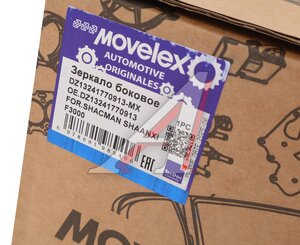 MOVELEX
AUTOMOTIVE
ORIGINALES
Зеркало боковое
DZ13241770913-MX
OE.DZ13241770913
FOR.SHACMAN SHAANXI
F3000
1PC
EAC